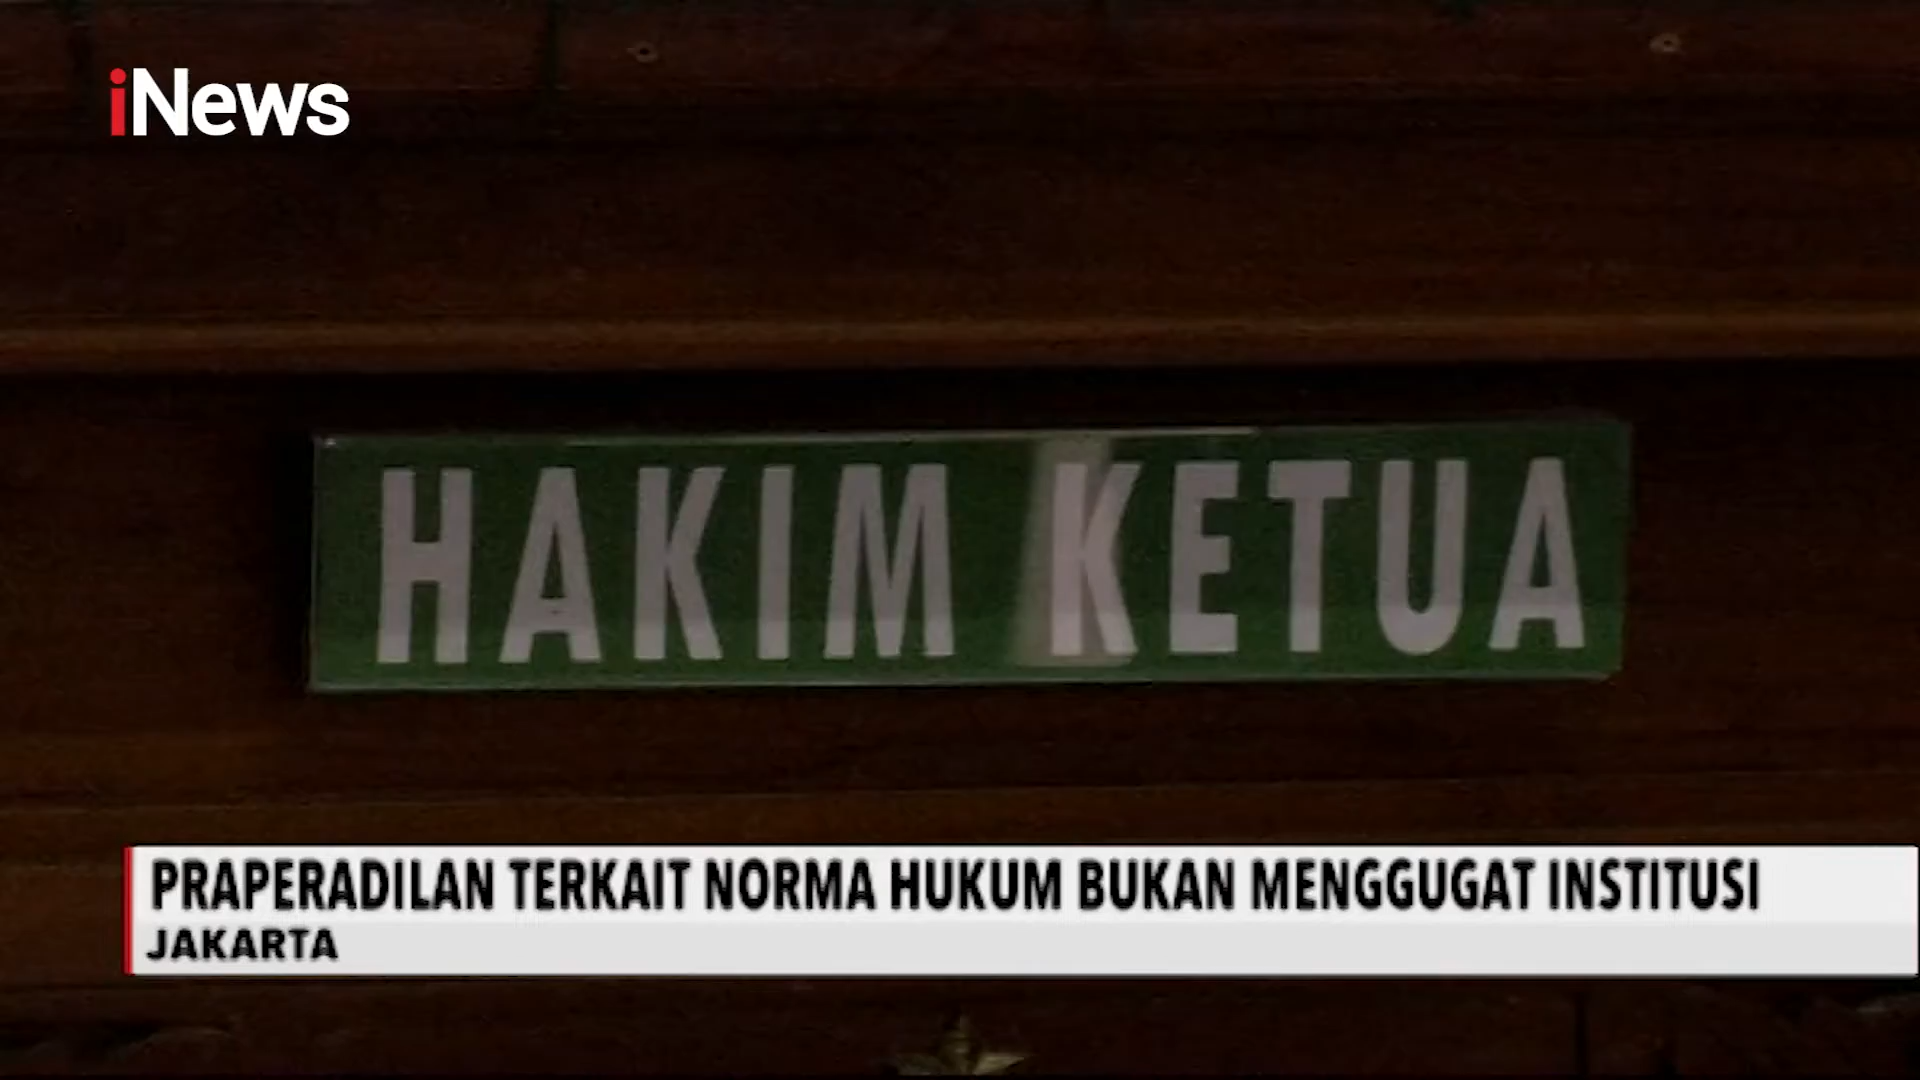 iNews
HAKIM KETUA
PRAPERADILAN TERKAIT NORMA HUKUM BUKAN MENGGUGAT INSTITUSI
JAKARTA